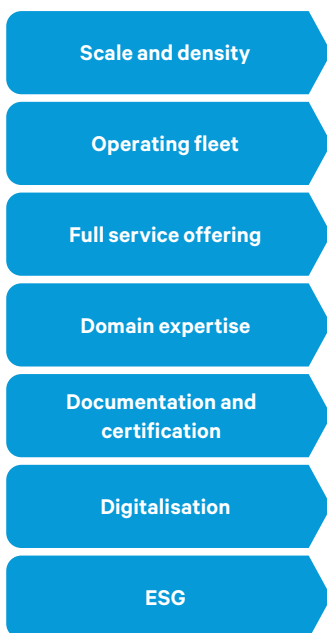 Scale and density
Operating fleet
Full service offering
Domain expertise
Documentation and
certification
Digitalisation
ESG